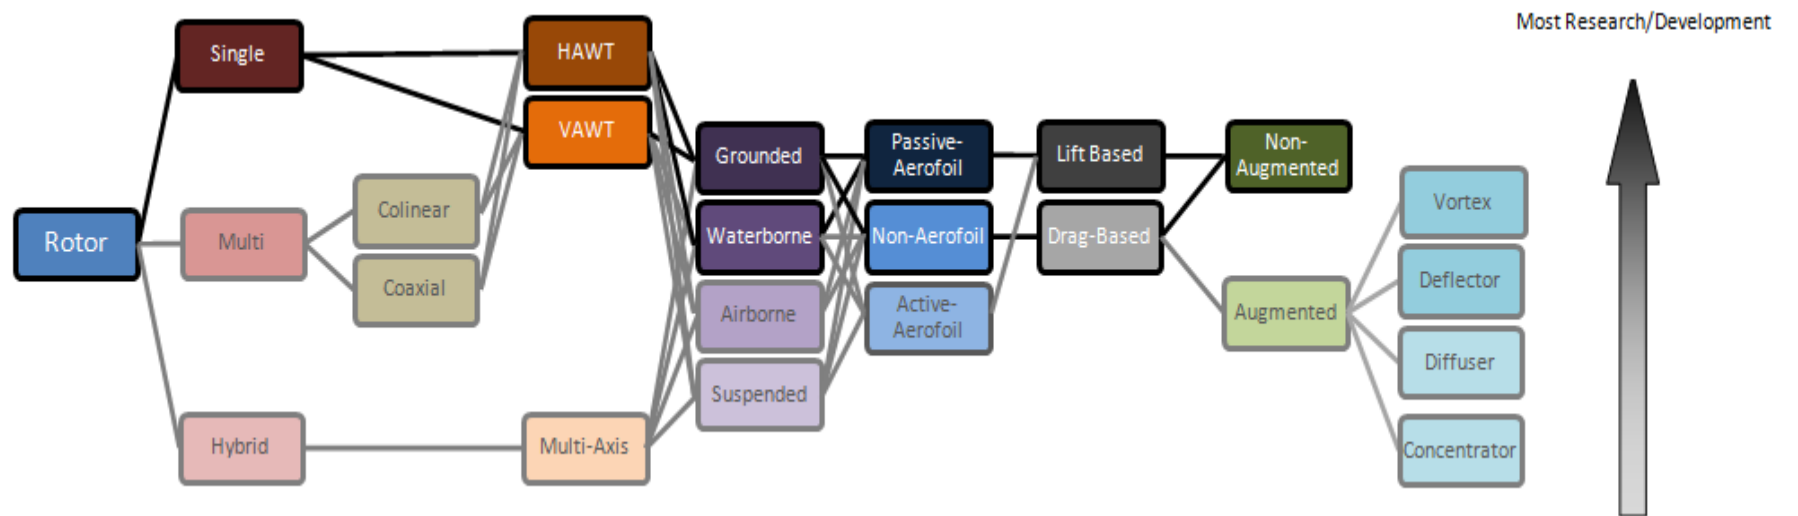 Most Research/Development
Single
HAWT
VAWT
Grounded
Passive-
Aerofoil
Lift Based
Non-
Augmented
Rotor
Multi
Colinear
Coaxial
Waterborne
Non-Aerofoil
Drag-Based
Vortex
Airborne
Active-
Aerofoil
Augmented
Deflector
Suspended
Diffuser
Hybrid
Multi-Axis
Concentrator